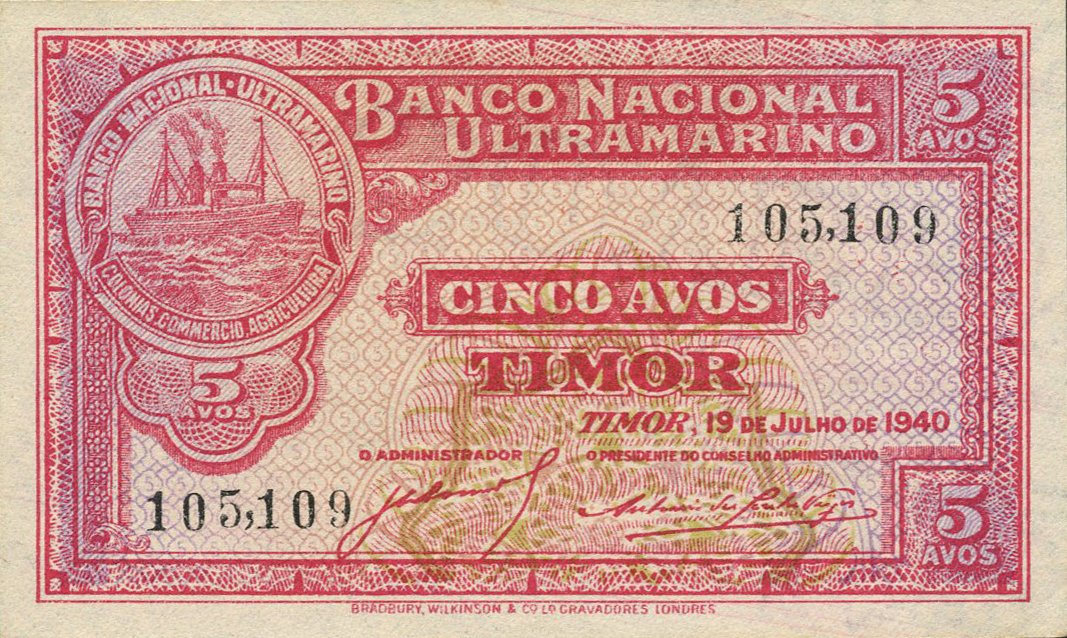 BANCO NACIONAL ULTRAMARINO
COLONIAS, COMMERCIO, AGRICULTURA
BANCO NACIONAL
ULTRAMARINO
5
AVOS
105,109
CINCO AVOS
TIMOR
5
AVOS
TIMOR, 19 DE JULHO DE 1940
O ADMINISTRADOR
O PRESIDENTE DO CONSELHO ADMINISTRATIVO
105,109
5
AVOS
BRADBURY, WILKINSON & Co. LD. GRAVADORES LONDRES